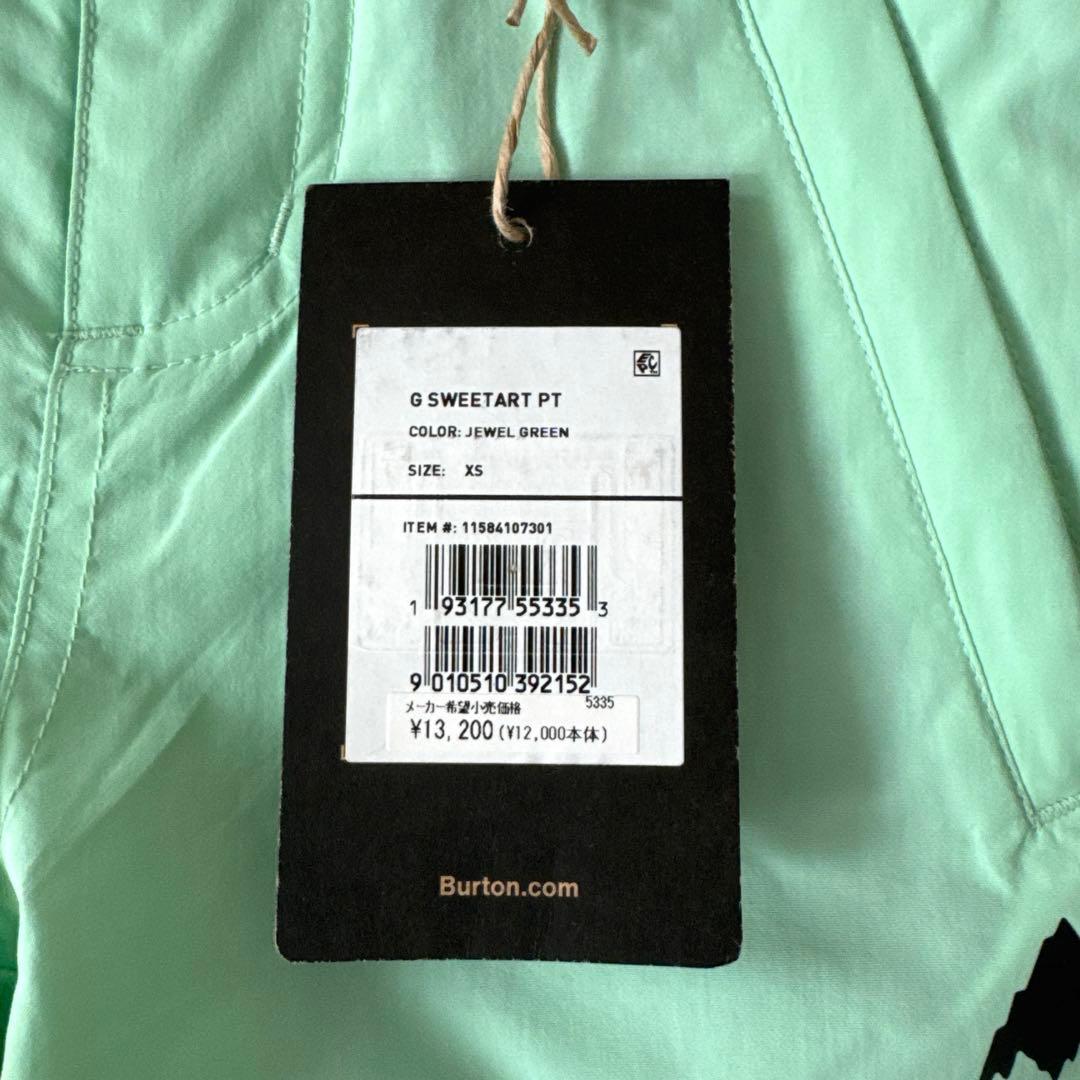 G SWEETART PT
COLOR: JEWEL GREEN
SIZE: XS
ITEM #: 11584107301
1 93177 55335 3
9 010510 392152
メーカー希望小売価格 5335
¥13,200 (¥12,000本体)
Burton.com